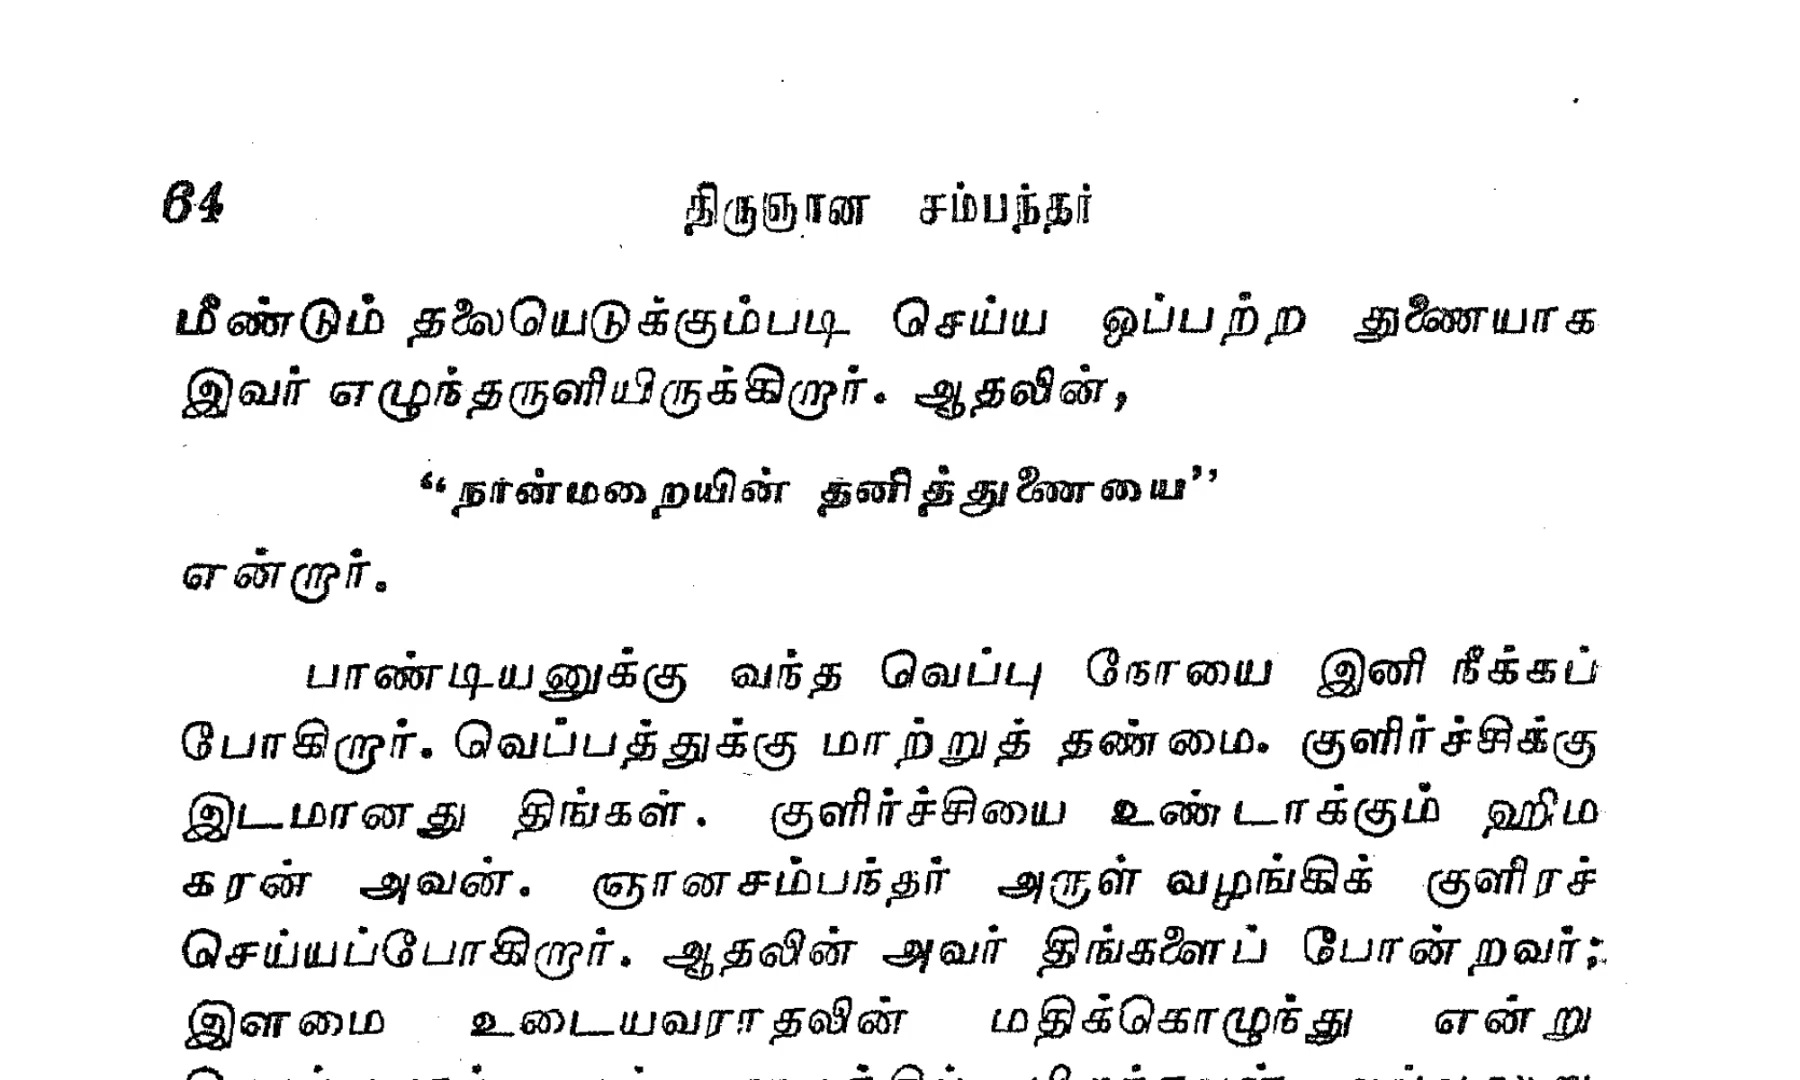 64 திருஞான சம்பந்தர்
மீண்டும் தலையெடுக்கும்படி செய்ய ஒப்பற்ற துணையாக
இவர் எழுந்தருளியிருக்கிறார். ஆதலின்,
“நான்மறையின் தனித்துணையை”
என்றார்.
பாண்டியனுக்கு வந்த வெப்பு நோயை இனி நீக்கப்
போகிறார். வெப்பத்துக்கு மாற்றுத் தண்மை. குளிர்ச்சிக்கு
இடமானது திங்கள். குளிர்ச்சியை உண்டாக்கும் ஹிம
கரன் அவன். ஞானசம்பந்தர் அருள் வழங்கிக் குளிரச்
செய்யப்போகிறார். ஆதலின் அவர் திங்களைப் போன்றவர்;
இளமை உடையவராதலின் மதிக்கொழுந்து என்று